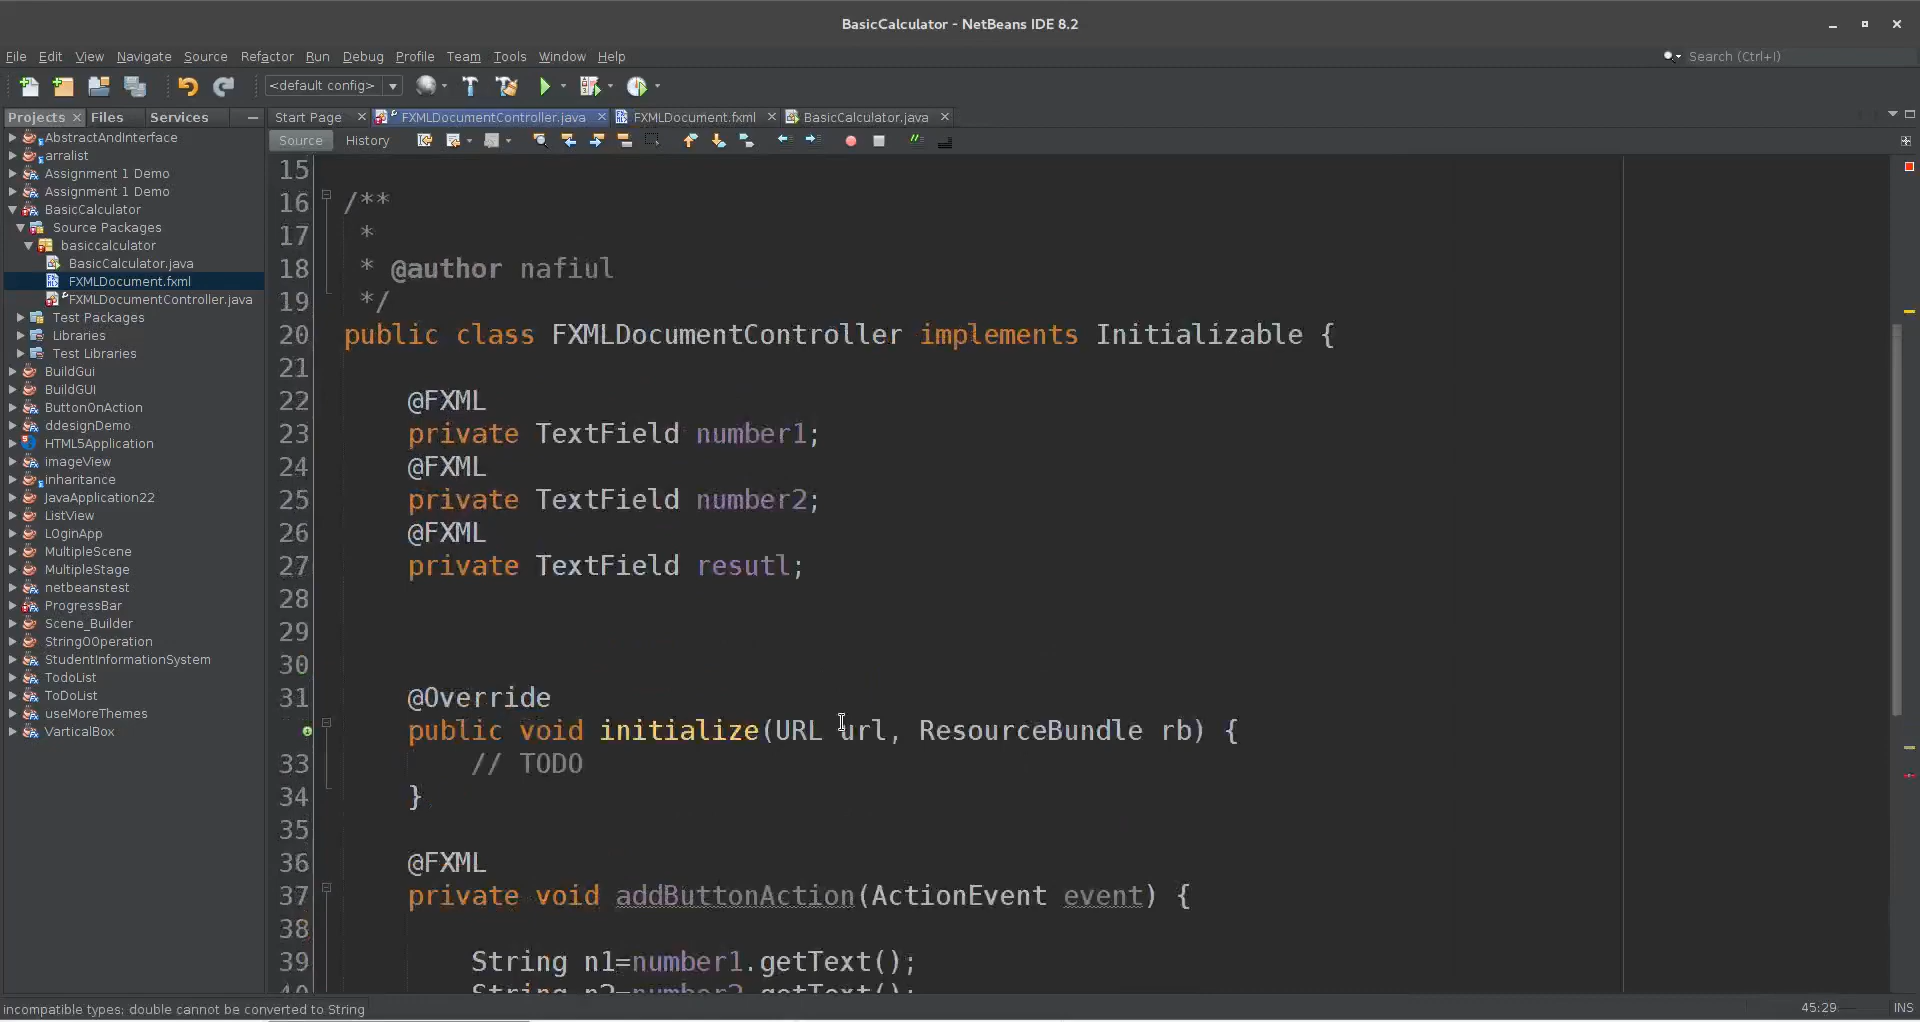 BasicCalculator - NetBeans IDE 8.2
File Edit View Navigate Source Refactor Run Debug Profile Team Tools Window Help
Search (Ctrl+I)
<default config>
Projects Files Services
Start Page FXMLDocumentController.java FXMLDocument.fxml BasicCalculator.java
Source History
AbstractAndInterface
arralist
Assignment 1 Demo
Assignment 1 Demo
BasicCalculator
Source Packages
basiccalculator
BasicCalculator.java
FXMLDocument.fxml
FXMLDocumentController.java
Test Packages
Libraries
Test Libraries
BuildGui
BuildGUI
ButtonOnAction
ddesignDemo
HTML5Application
imageView
inheritance
JavaApplication22
ListView
LOginApp
MultipleScene
MultipleStage
netbeanstest
ProgressBar
Scene_Builder
StringOOperation
StudentInformationSystem
TodoList
ToDoList
useMoreThemes
VarticalBox
15
16 /**
17 *
18 * @author nafiul
19 */
20 public class FXMLDocumentController implements Initializable {
21
22 @FXML
23 private TextField number1;
24 @FXML
25 private TextField number2;
26 @FXML
27 private TextField resutl;
28
29
30
31 @Override
public void initialize(URL url, ResourceBundle rb) {
33 // TODO
34 }
35
36 @FXML
37 private void addButtonAction(ActionEvent event) {
38
39 String n1=number1.getText();
40 String n2=number2.getText();
incompatible types: double cannot be converted to String
45:29 INS